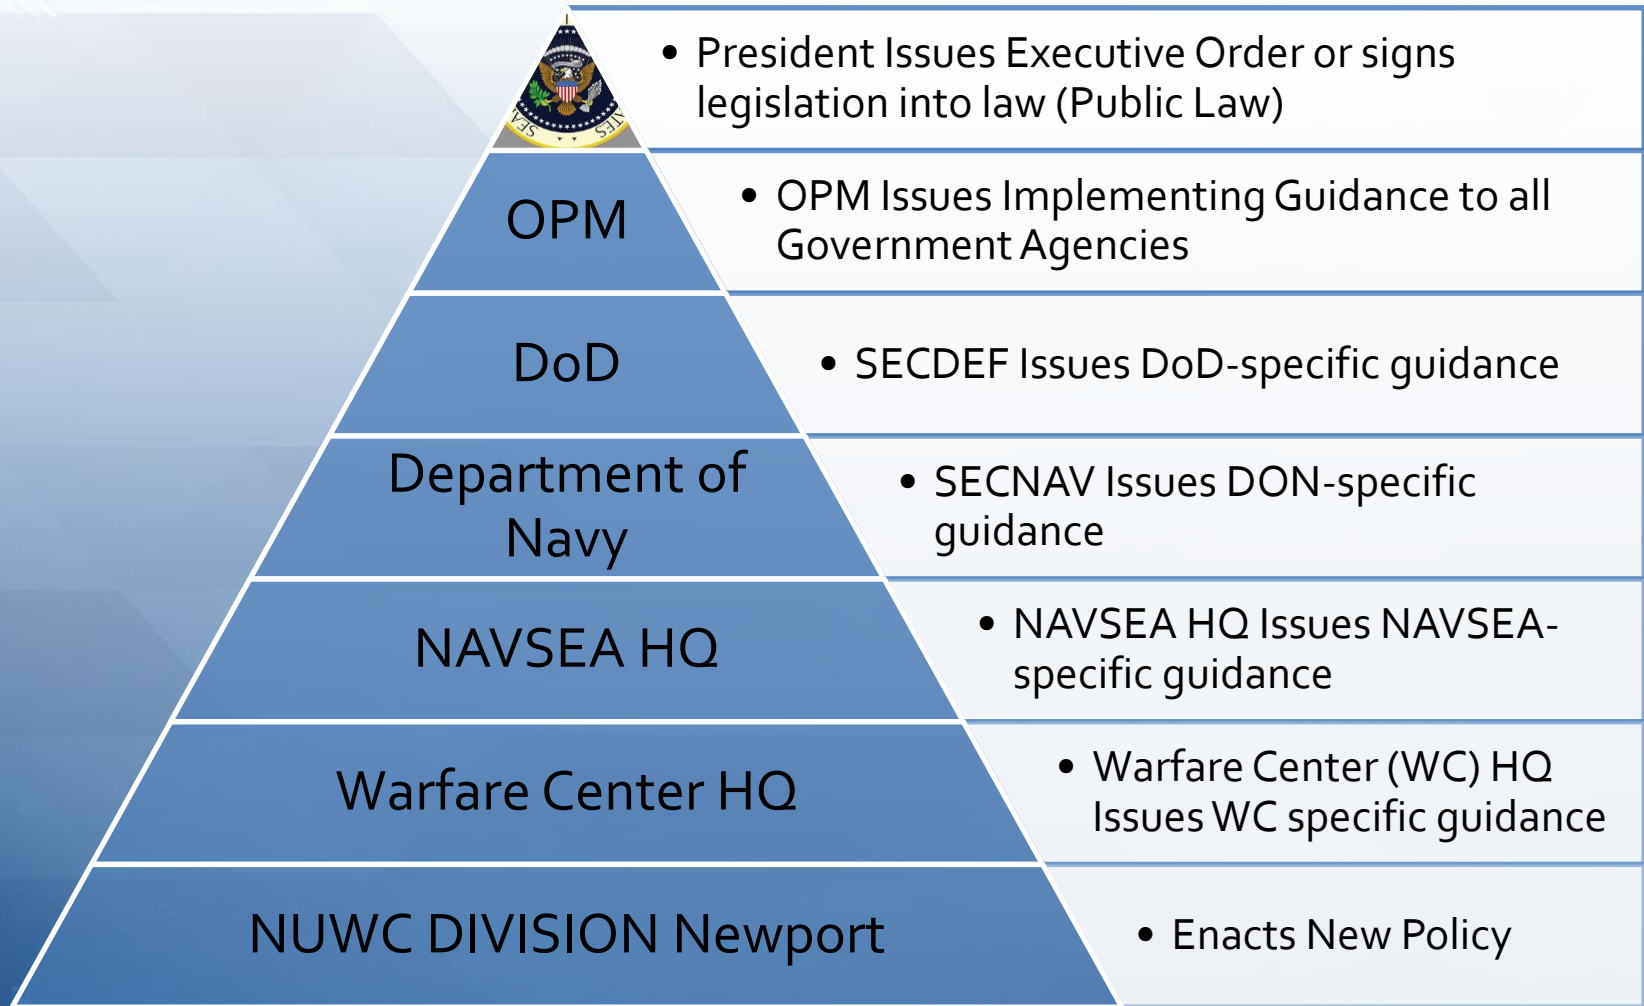 SEAL
STATES
• President Issues Executive Order or signs
legislation into law (Public Law)
OPM
• OPM Issues Implementing Guidance to all
Government Agencies
DoD
• SECDEF Issues DoD-specific guidance
Department of
Navy
• SECNAV Issues DON-specific
guidance
NAVSEA HQ
• NAVSEA HQ Issues NAVSEA-
specific guidance
Warfare Center HQ
• Warfare Center (WC) HQ
Issues WC specific guidance
NUWC DIVISION Newport
• Enacts New Policy